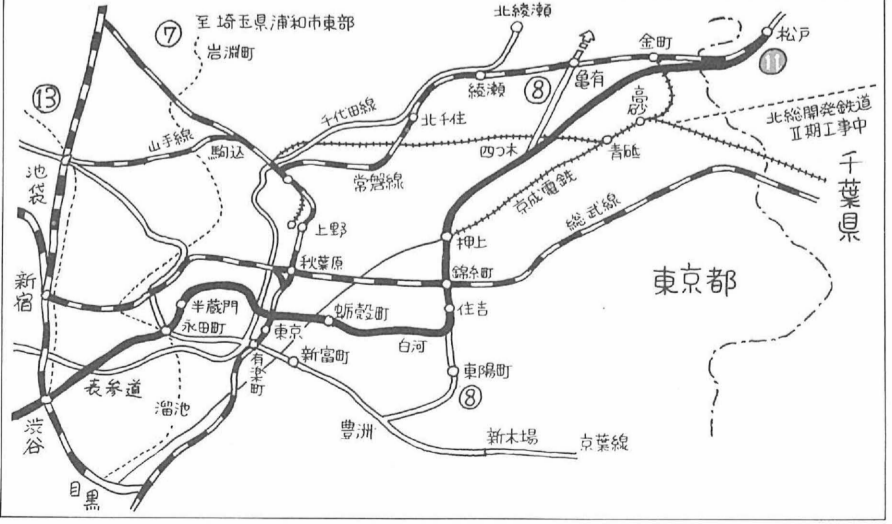 至 埼玉県浦和市東部
⑦
岩淵町
北綾瀬
松戸
金町
⑪
⑬
綾瀬
⑧
亀有
高砂
千代田線
北千住
北総開発鉄道
Ⅱ期工事中
山手線
駒込
四つ木
青砥
池袋
常磐線
京成電鉄
千葉県
総武線
上野
押上
新宿
秋葉原
錦糸町
東京都
半蔵門
永田町
蛎殻町
住吉
東京
白河
新富町
有楽町
表参道
東陽町
溜池
⑧
渋谷
豊洲
新木場
京葉線
目黒